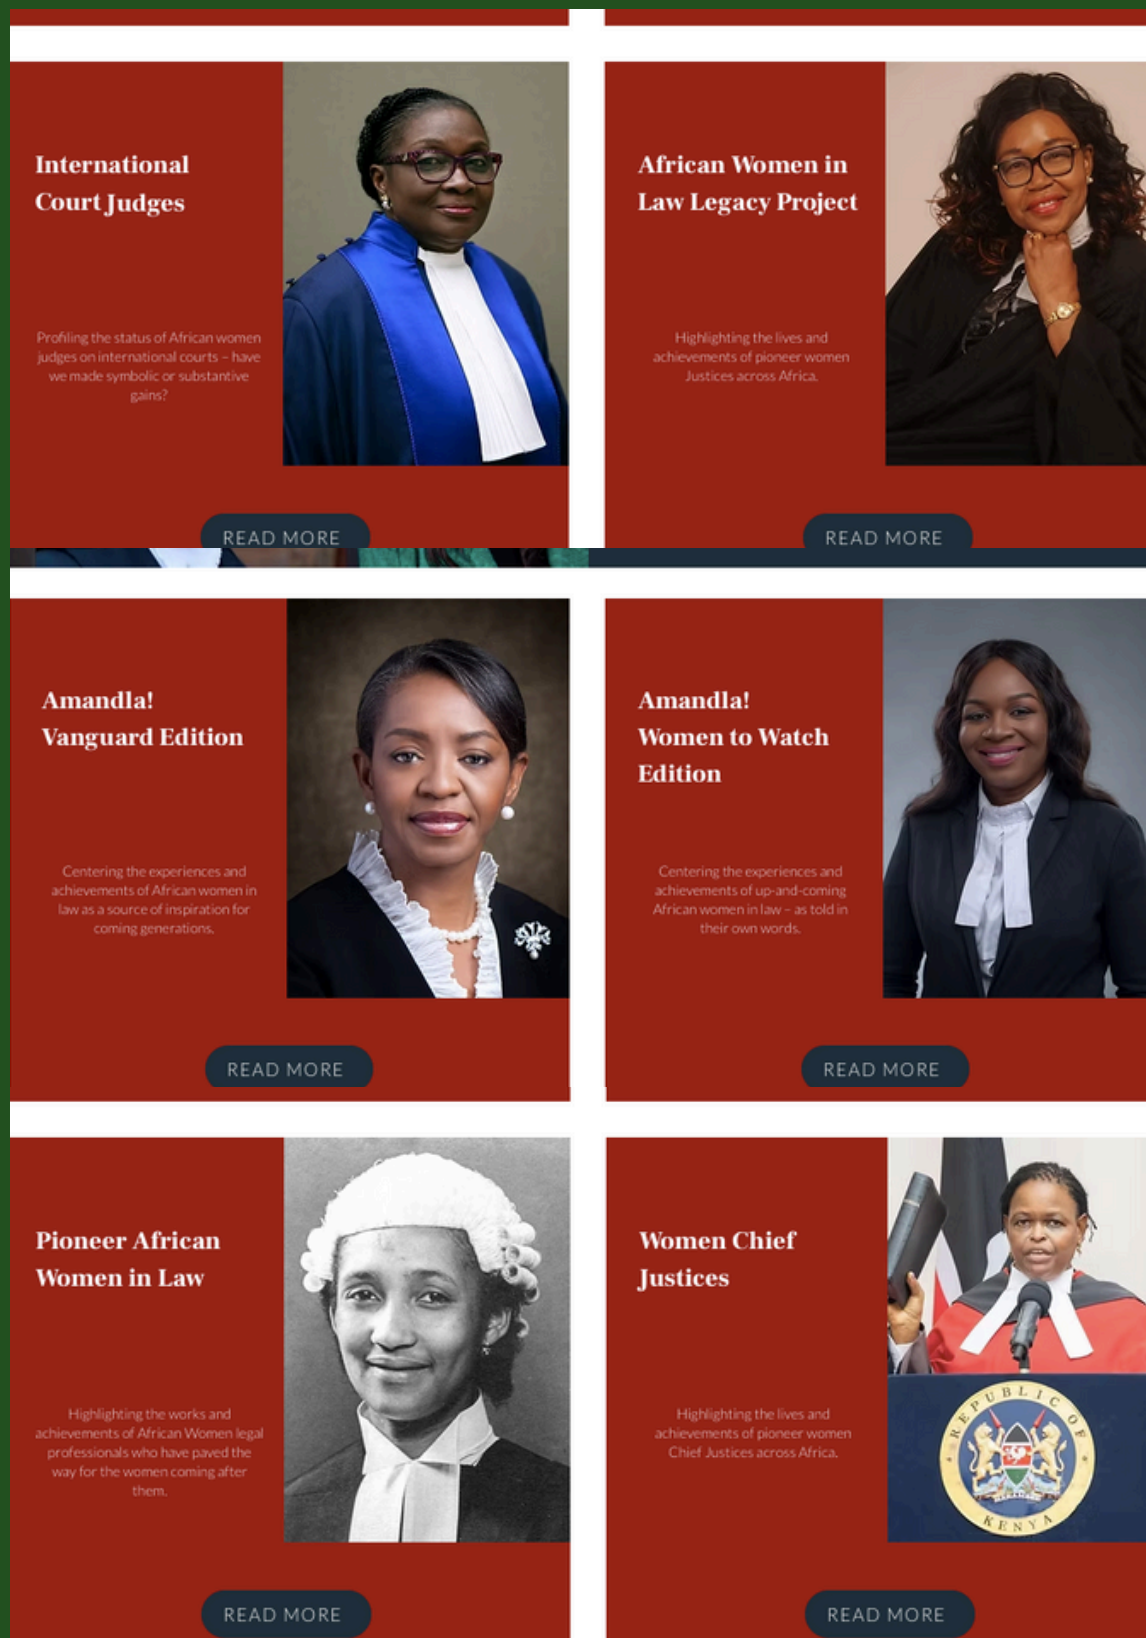 International
Court Judges
Profiling the status of African women
judges on international courts – have
we made symbolic or substantive
gains?
READ MORE
African Women in
Law Legacy Project
Highlighting the lives and
achievements of pioneer women
Justices across Africa.
READ MORE
Amandla!
Vanguard Edition
Centering the experiences and
achievements of African women in
law as a source of inspiration for
coming generations.
READ MORE
Amandla!
Women to Watch
Edition
Centering the experiences and
achievements of up-and-coming
African women in law – as told in
their own words.
READ MORE
Pioneer African
Women in Law
Highlighting the works and
achievements of African Women legal
professionals who have paved the
way for the women coming after
them.
READ MORE
Women Chief
Justices
Highlighting the lives and
achievements of pioneer women
Chief Justices across Africa.
REPUBLIC OF
KENYA
READ MORE